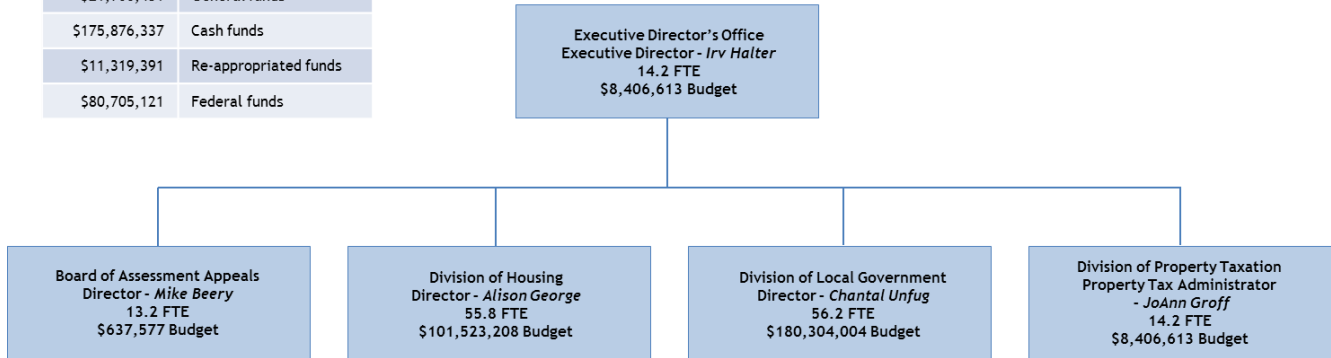 $175,876,337 Cash funds
$11,319,391 Re-appropriated funds
$80,705,121 Federal funds
Executive Director's Office
Executive Director - Irv Halter
14.2 FTE
$8,406,613 Budget
Board of Assessment Appeals
Director - Mike Beery
13.2 FTE
$637,577 Budget
Division of Housing
Director - Alison George
55.8 FTE
$101,523,208 Budget
Division of Local Government
Director - Chantal Unfug
56.2 FTE
$180,304,004 Budget
Division of Property Taxation
Property Tax Administrator
- JoAnn Groff
14.2 FTE
$8,406,613 Budget